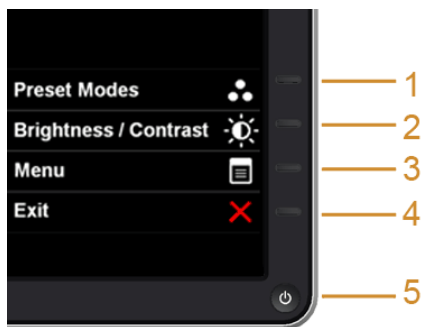 Preset Modes 1
Brightness / Contrast 2
Menu 3
Exit 4
5